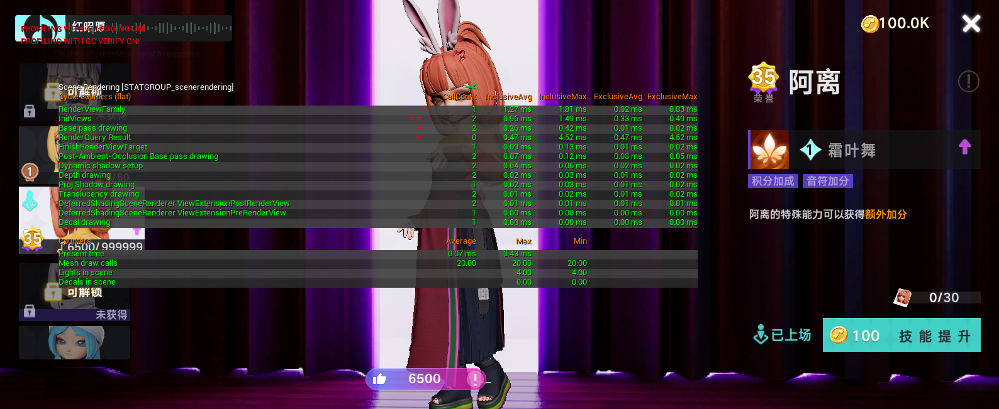 红昭愿
PROFILING WITH AI LOGGING ON!
PROFILING WITH GC VERIFY ON!
'DisableAllScreenMessages' to suppress
100.0K
35
荣誉
阿离
可解锁
未获得
Scene Rendering [STATGROUP_scenerendering]
Cycle counters (flat) CallCount InclusiveAvg InclusiveMax ExclusiveAvg ExclusiveMax
RenderViewFamily 1 1.27 ms 1.81 ms 0.02 ms 0.03 ms
InitViews 2 0.96 ms 1.49 ms 0.33 ms 0.49 ms
Base pass drawing 2 0.26 ms 0.42 ms 0.01 ms 0.02 ms
RenderQuery Result 0 0.47 ms 4.52 ms 0.47 ms 4.52 ms
FinishRenderViewTarget 1 0.09 ms 0.13 ms 0.01 ms 0.02 ms
Post-Ambient-Occlusion Base pass drawing 2 0.07 ms 0.12 ms 0.03 ms 0.05 ms
Dynamic shadow setup 2 0.04 ms 0.06 ms 0.02 ms 0.02 ms
Depth drawing 2 0.02 ms 0.03 ms 0.01 ms 0.02 ms
Proj Shadow drawing 1 0.02 ms 0.03 ms 0.01 ms 0.02 ms
Translucency drawing 2 0.01 ms 0.02 ms 0.01 ms 0.02 ms
DeferredShadingSceneRenderer ViewExtensionPostRenderView 2 0.01 ms 0.01 ms 0.01 ms 0.01 ms
DeferredShadingSceneRenderer ViewExtensionPreRenderView 1 0.00 ms 0.00 ms 0.00 ms 0.00 ms
Decal drawing 1 0.00 ms 0.00 ms 0.00 ms 0.00 ms
Counters Average Max Min
Present time 0.07 ms 0.43 ms
Mesh draw calls 20.00 20.00 20.00
Lights in scene 4.00 4.00
Decals in scene 0.00 0.00
1
/50
35
6500/999999
可解锁
未获得
6500
1 霜叶舞
积分加成 音符加分
阿离的特殊能力可以获得额外加分
0/30
已上场
100 技能提升